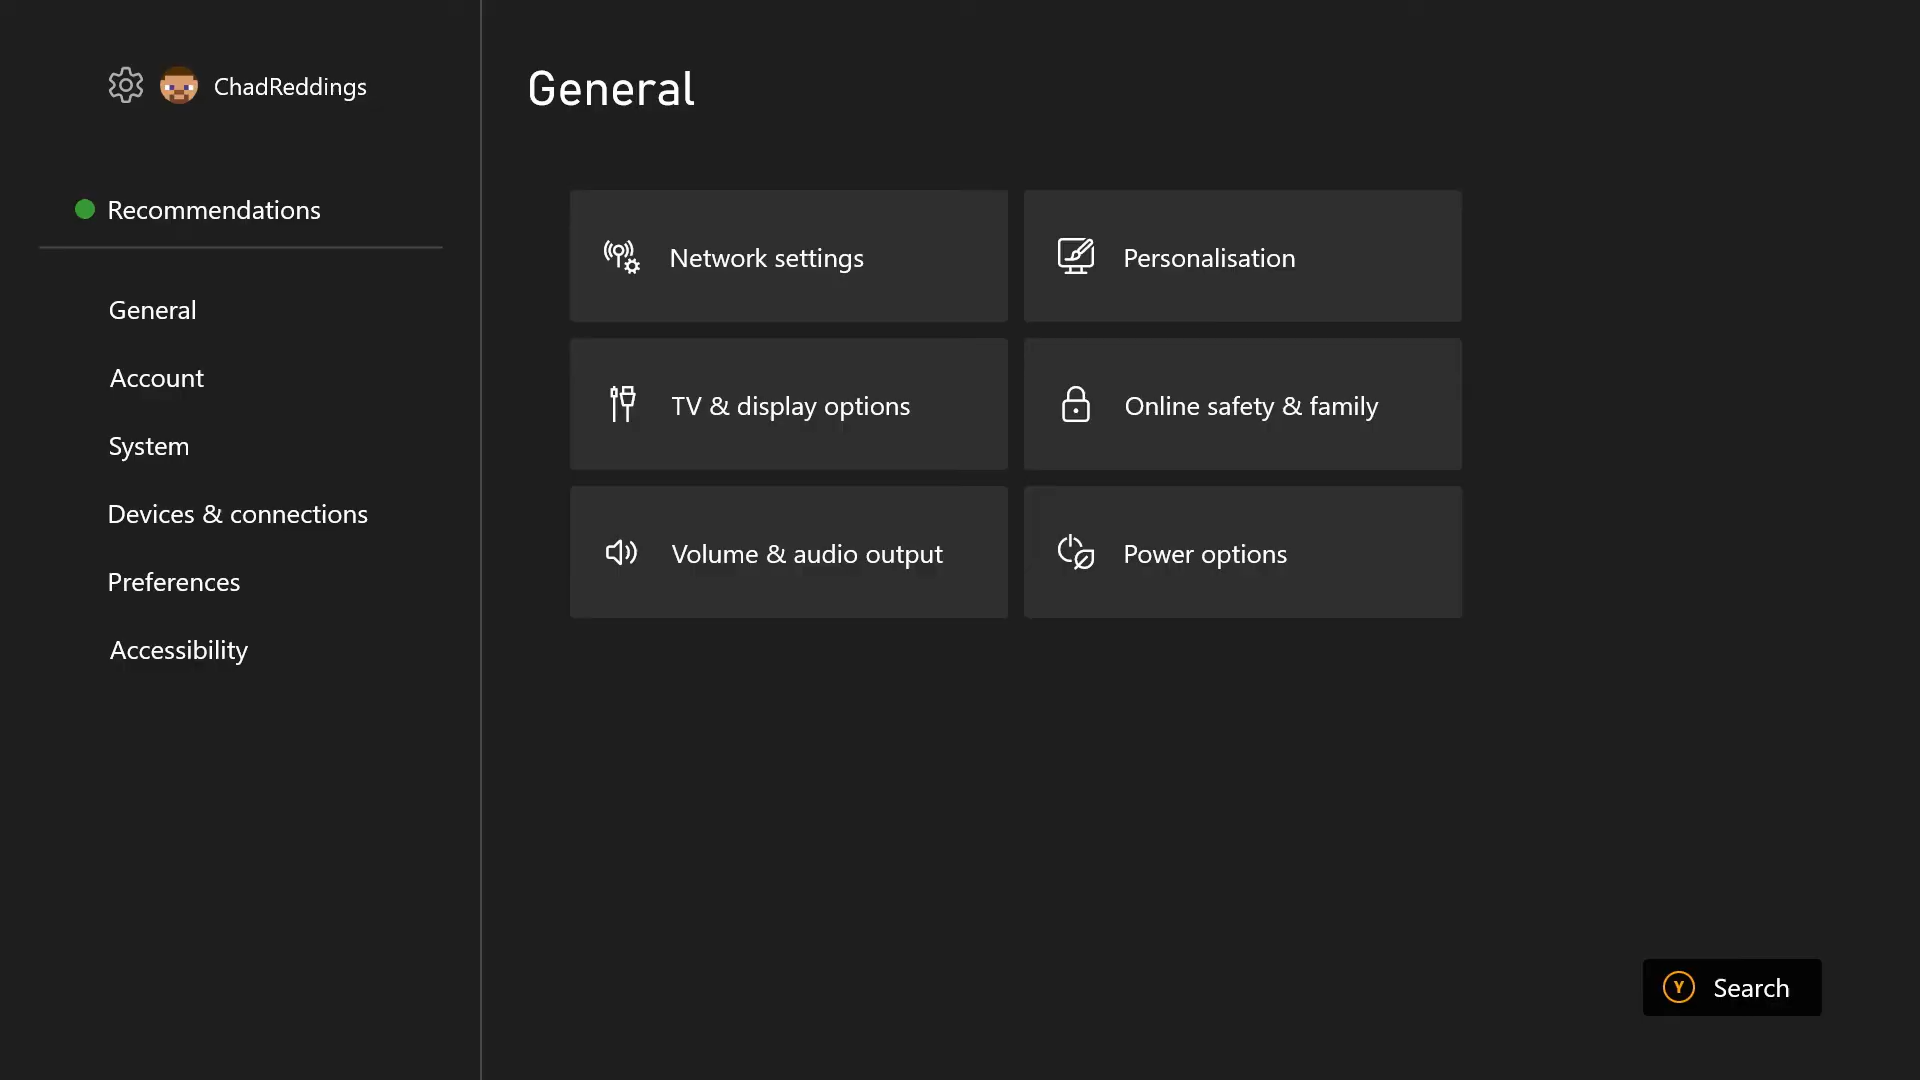 ChadReddings
Recommendations
General
Account
System
Devices & connections
Preferences
Accessibility
General
Network settings
Personalisation
TV & display options
Online safety & family
Volume & audio output
Power options
Y Search